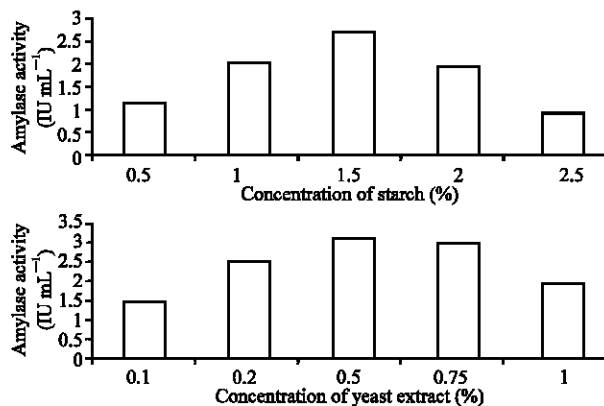 Amylase activity
(IU mL⁻¹)
3
2.5
2
1.5
1
0.5
0
0.5 1 1.5 2 2.5
Concentration of starch (%)
Amylase activity
(IU mL⁻¹)
3.5
3
2.5
2
1.5
1
0.5
0
0.1 0.2 0.5 0.75 1
Concentration of yeast extract (%)